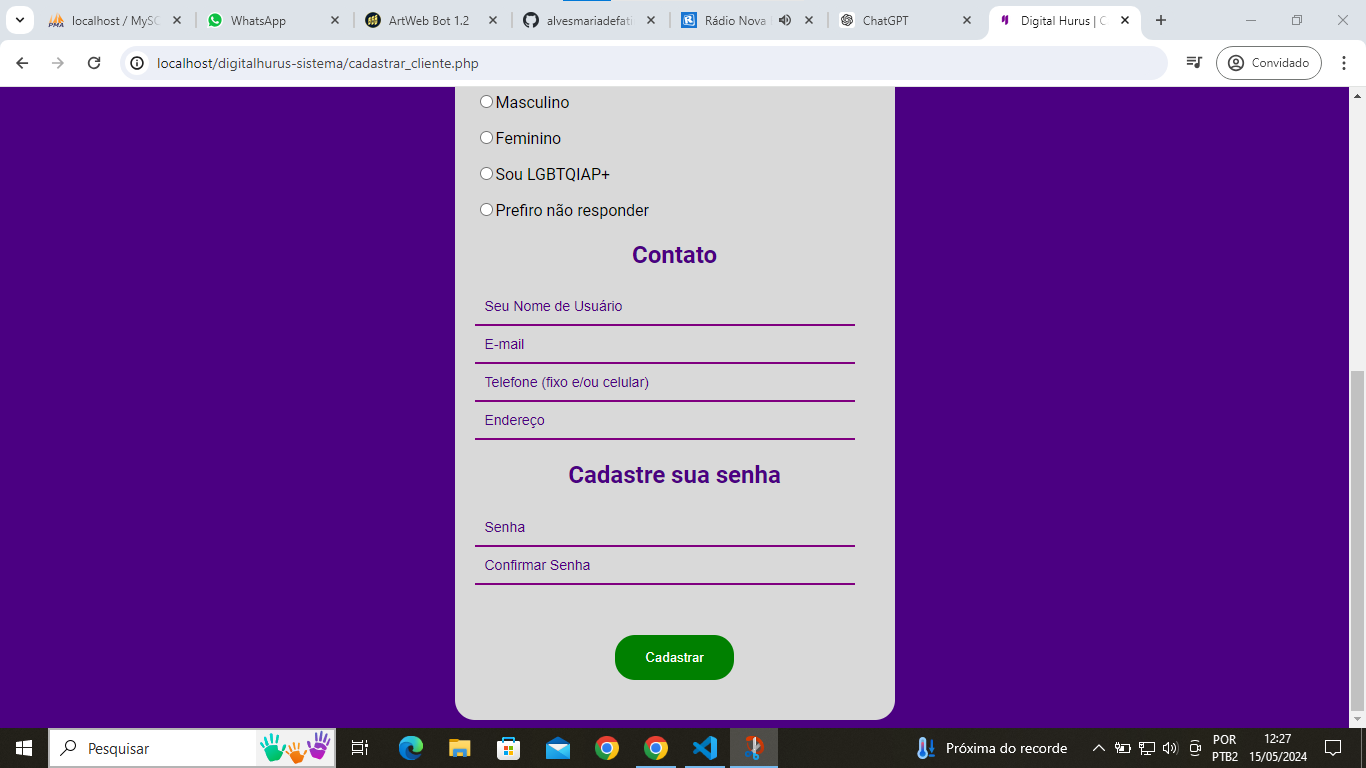 localhost / MySC
WhatsApp
ArtWeb Bot 1.2
alvesmariadefati
Rádio Nova
ChatGPT
Digital Hurus | C
localhost/digitalhurus-sistema/cadastrar_cliente.php
Convidado
Masculino
Feminino
Sou LGBTQIAP+
Prefiro não responder
Contato
Seu Nome de Usuário
E-mail
Telefone (fixo e/ou celular)
Endereço
Cadastre sua senha
Senha
Confirmar Senha
Cadastrar
Pesquisar
Próxima do recorde
POR
PTB2
12:27
15/05/2024